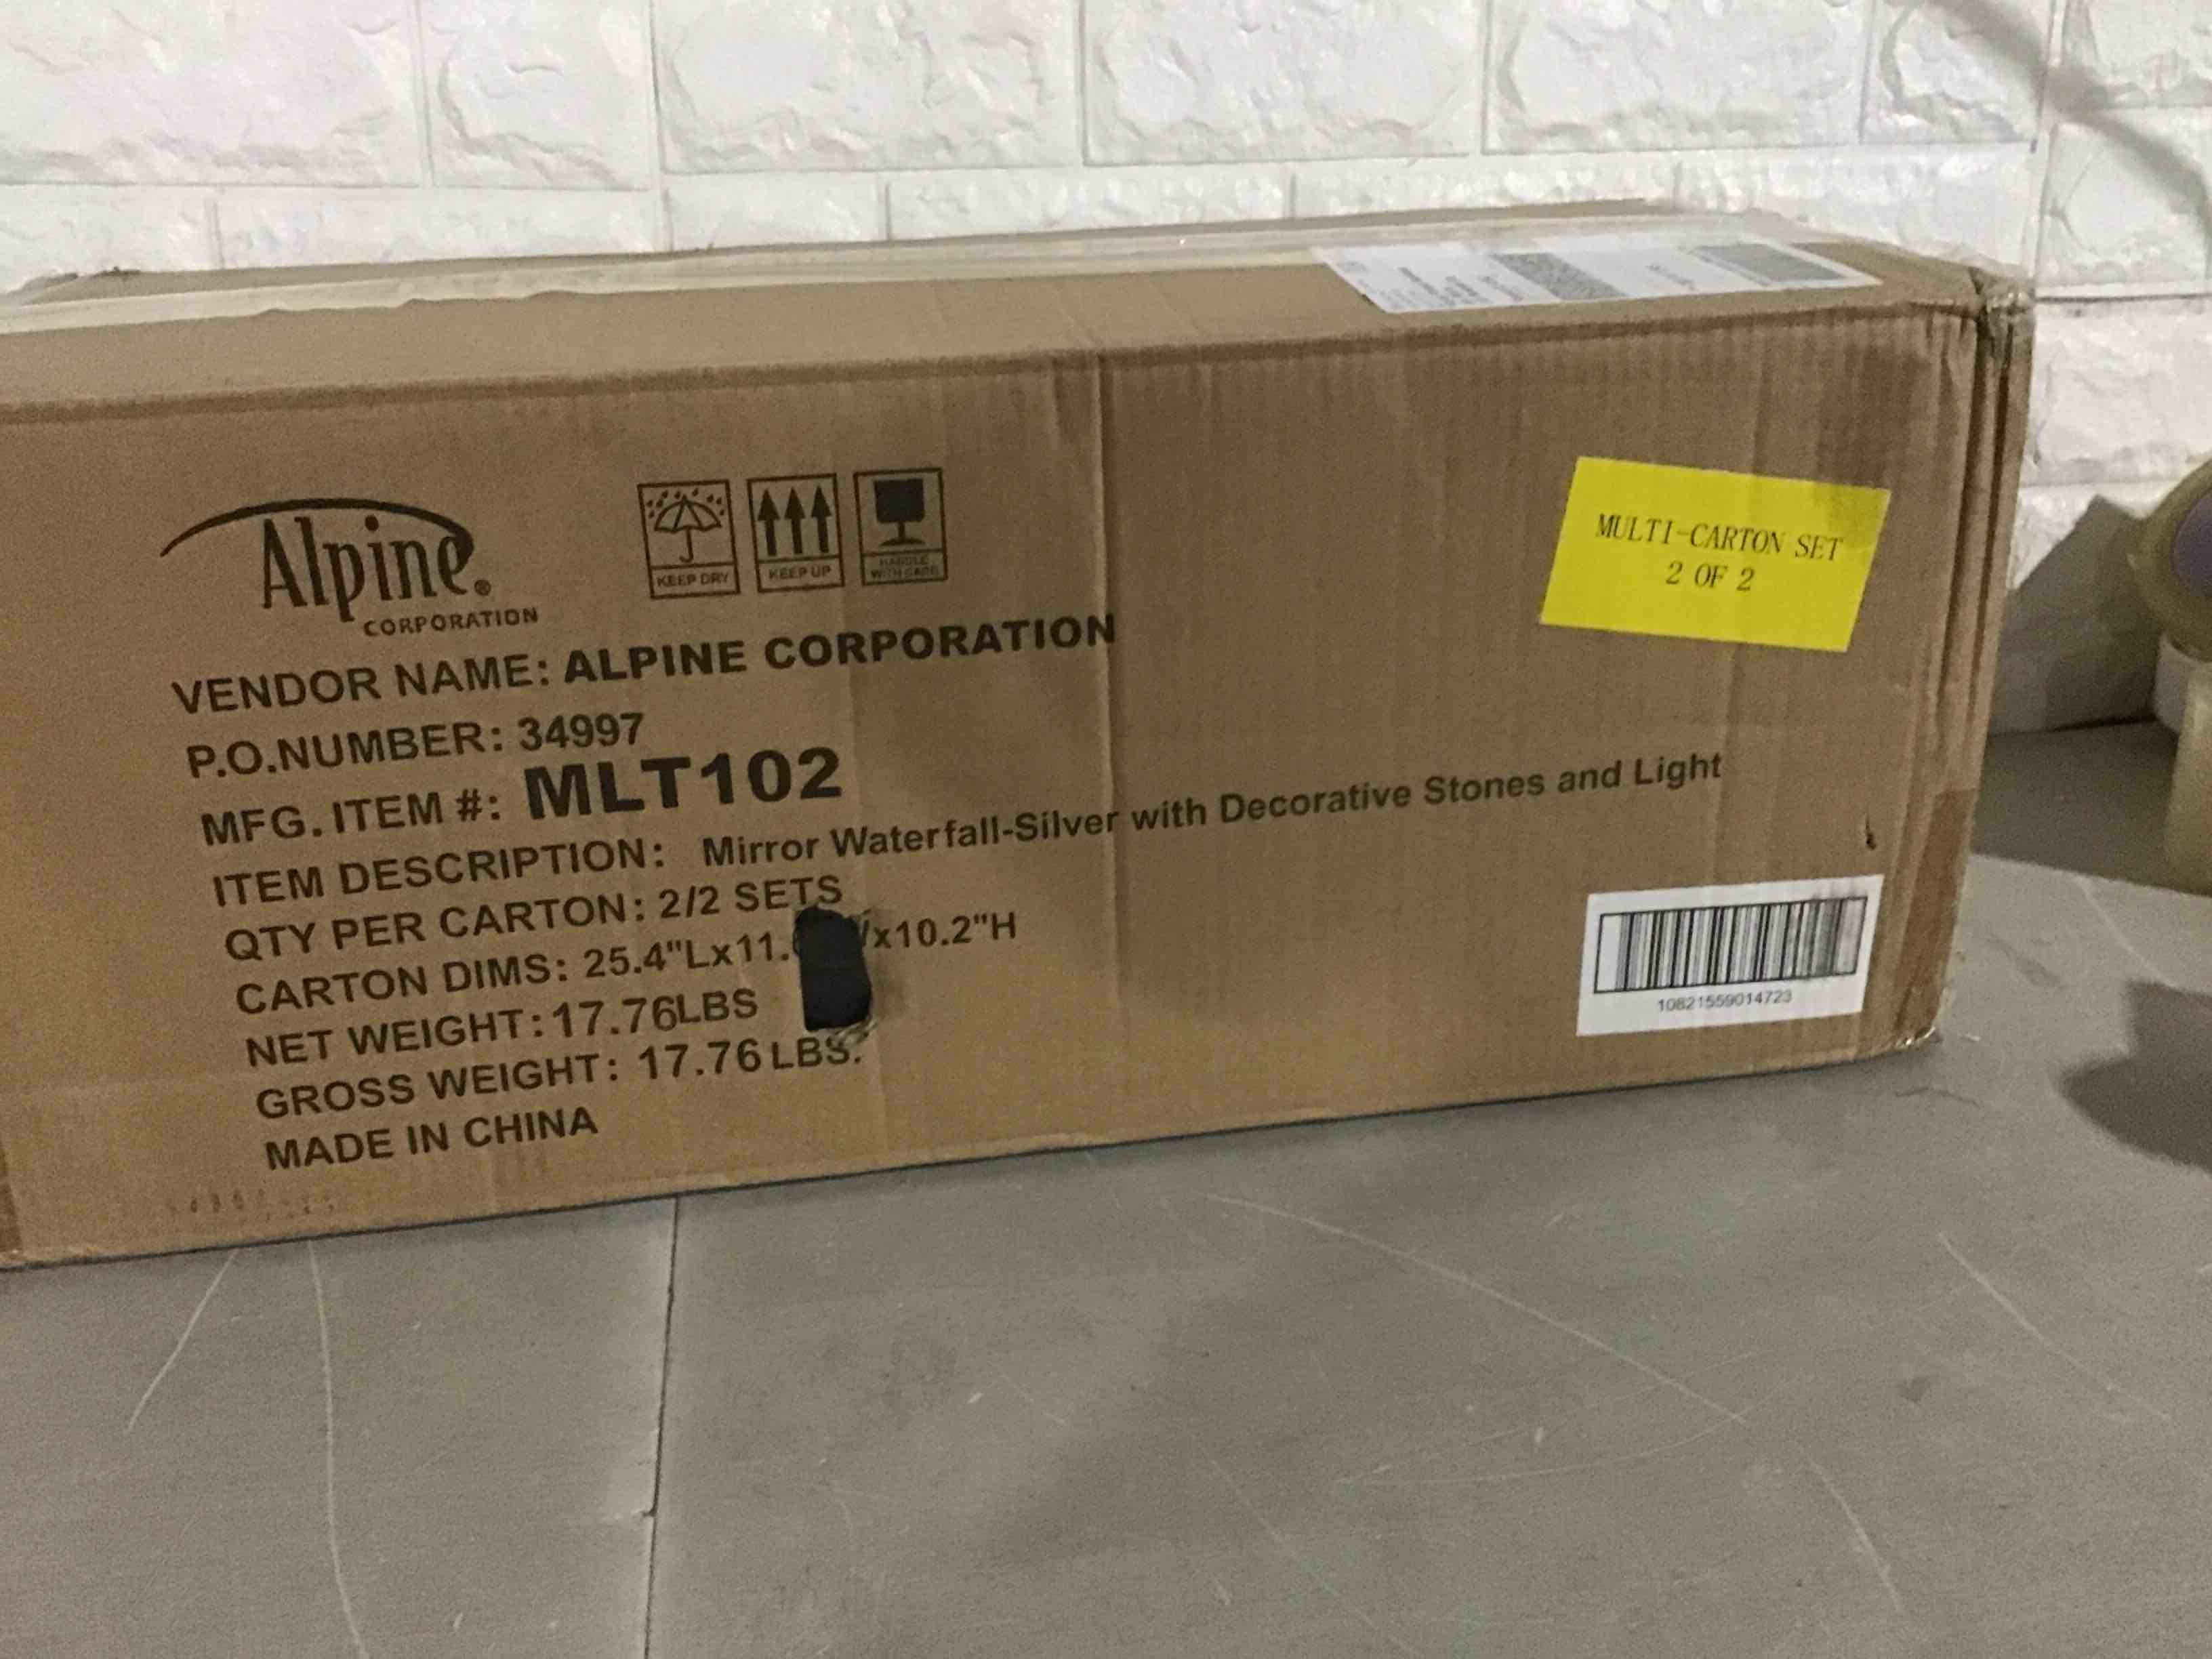 Alpine®
CORPORATION
KEEP DRY
KEEP UP
HANDLE
WITH CARE
MULTI-CARTON SET
2 OF 2
VENDOR NAME: ALPINE CORPORATION
P.O.NUMBER: 34997
MFG. ITEM #: MLT102
ITEM DESCRIPTION: Mirror Waterfall-Silver with Decorative Stones and Light
QTY PER CARTON: 2/2 SETS
CARTON DIMS: 25.4"Lx11. x10.2"H
NET WEIGHT:17.76LBS
GROSS WEIGHT: 17.76 LBS.
MADE IN CHINA
10821559014723